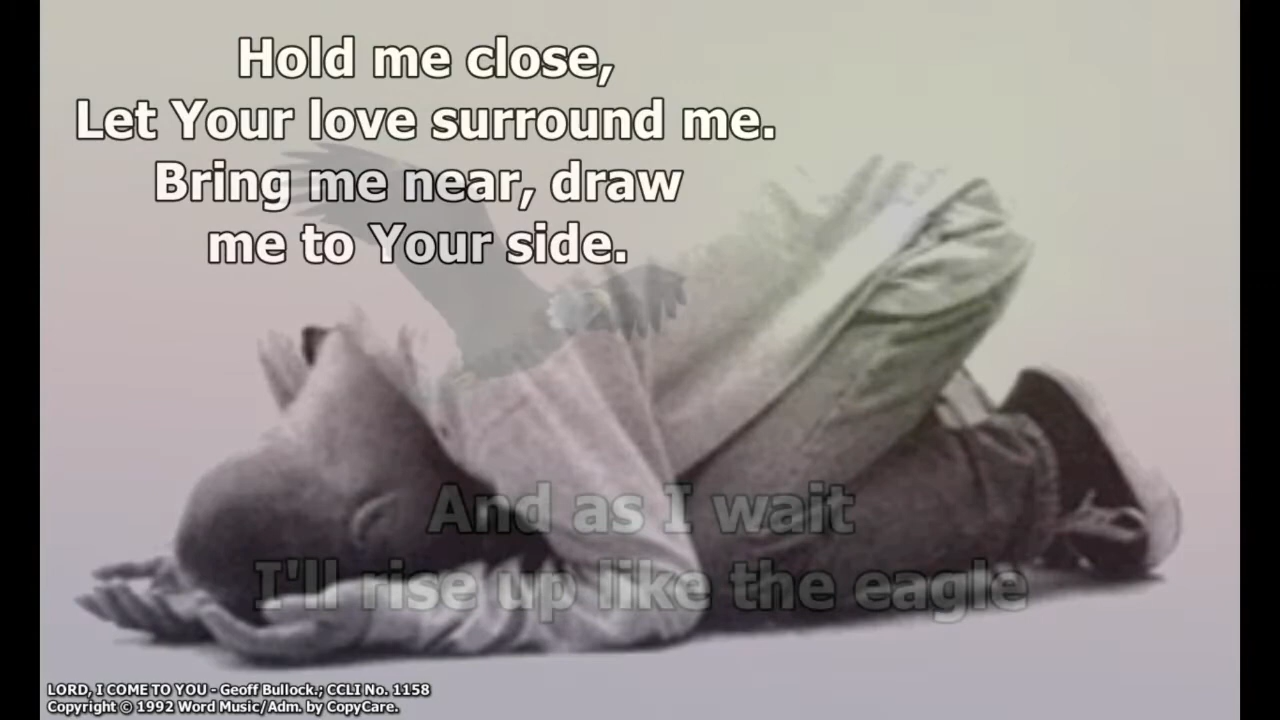 Hold me close,
Let Your love surround me.
Bring me near, draw
me to Your side.
And as I wait
I'll rise up like the eagle
LORD, I COME TO YOU - Geoff Bullock.; CCLI No. 1158
Copyright © 1992 Word Music/Adm. by CopyCare.